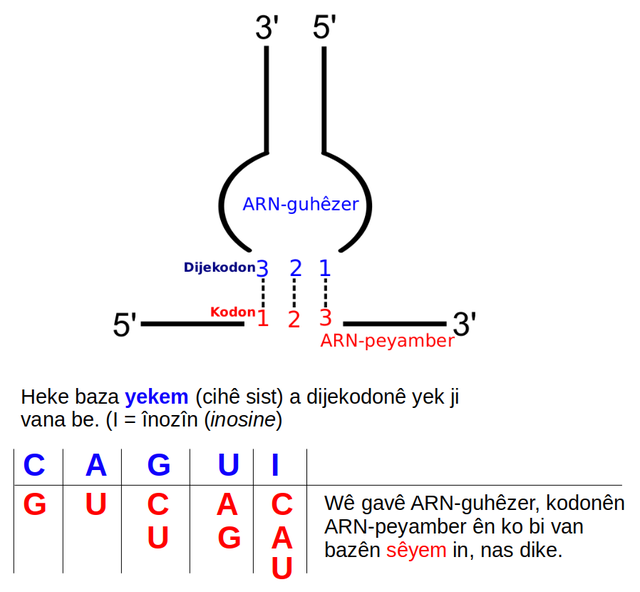 3' 5'
ARN-guhêzer
Dijekodon 3 2 1
Kodon 1 2 3
5' 3'
ARN-peyamber
Heke baza yekem (cihê sist) a dijekodonê yek ji
vana be. (I = înozîn (inosine)
C A G U I
G U C A C
U G A
U
Wê gavê ARN-guhêzer, kodonên
ARN-peyamber ên ko bi van
bazên sêyem in, nas dike.